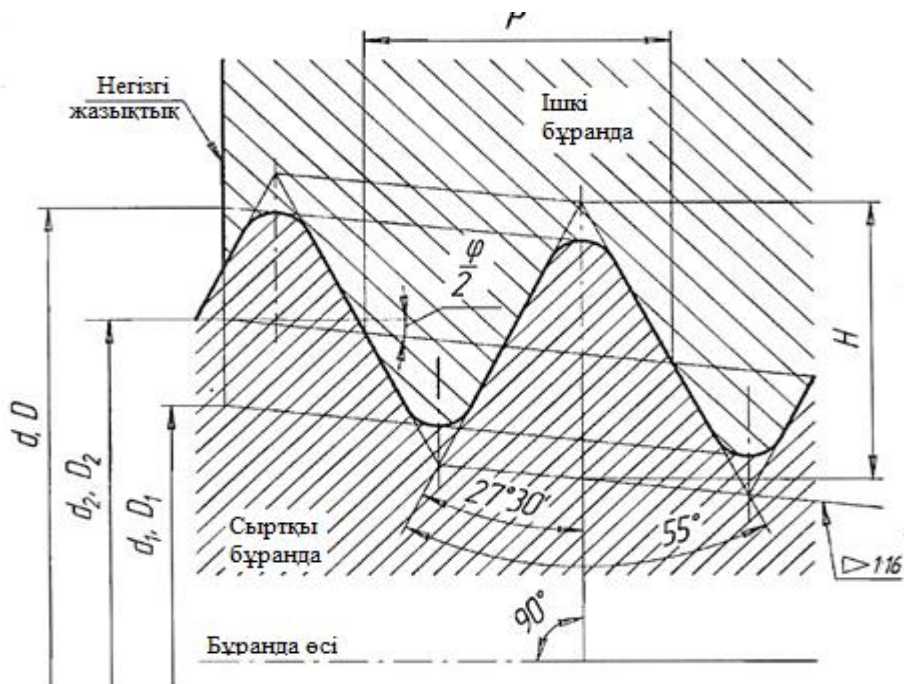 P
Негізгі
жазықтық
Ішкі
бұранда
φ
2
H
d, D
d₂, D₂
d₁, D₁
27°30'
55°
Сыртқы
бұранда
1:16
90°
Бұранда өсі